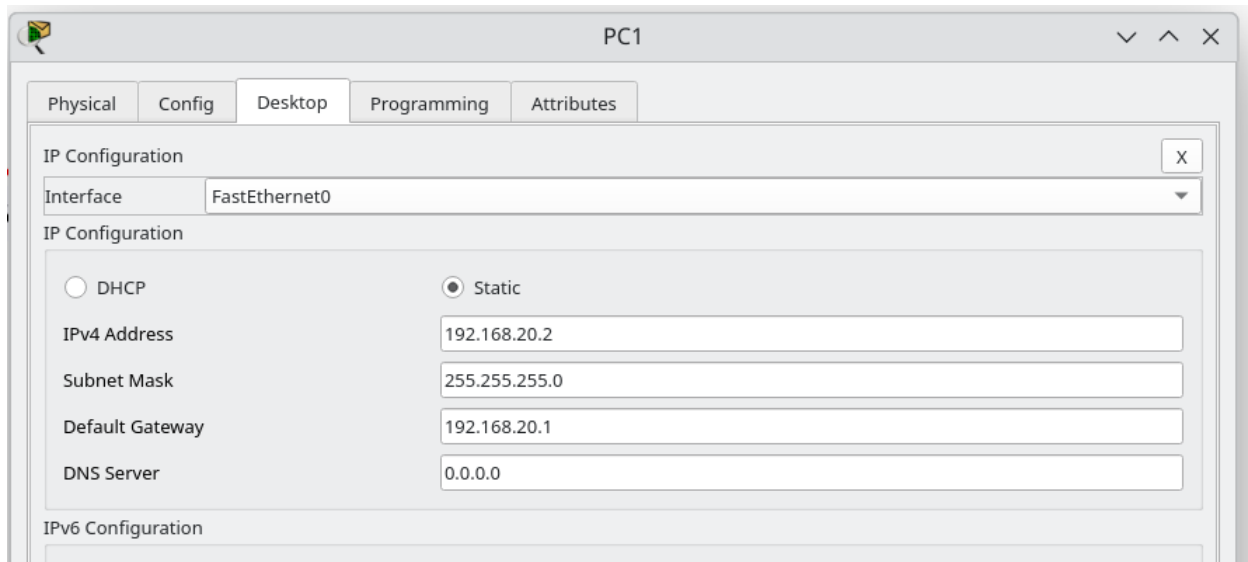 PC1
Physical Config Desktop Programming Attributes
IP Configuration X
Interface FastEthernet0
IP Configuration
DHCP Static
IPv4 Address 192.168.20.2
Subnet Mask 255.255.255.0
Default Gateway 192.168.20.1
DNS Server 0.0.0.0
IPv6 Configuration